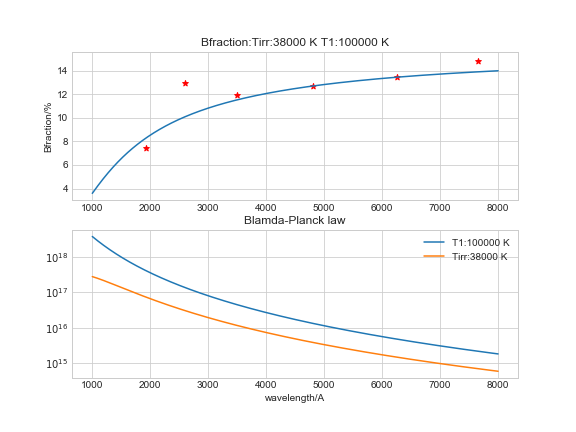 Bfraction:Tirr:38000 K T1:100000 K
Bfraction/%
14
12
10
8
6
4
1000 2000 3000 4000 5000 6000 7000 8000
Blamda-Planck law
T1:100000 K
Tirr:38000 K
10^18
10^17
10^16
10^15
1000 2000 3000 4000 5000 6000 7000 8000
wavelength/A